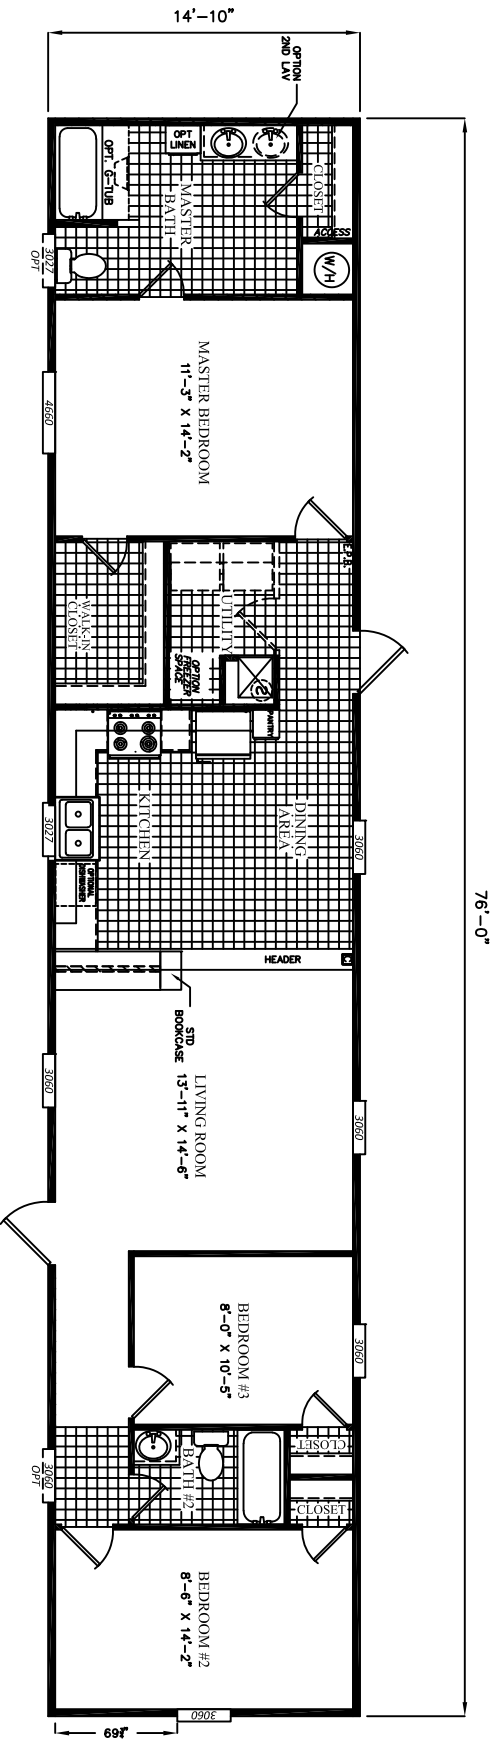 14'-10"
76'-0"
OPTION
2ND LAV
OPT
LINEN
OPT. G-TUB
CLOSET
ACCESS
W/H
MASTER
BATH
3027
OPT
4660
MASTER BEDROOM
11'-3" X 14'-2"
E.P.B.
WALK-IN
CLOSET
UTILITY
OPTION
FREEZER
SPACE
PANTRY
KITCHEN
DINING
AREA
3027
3060
OPTIONAL
DISHWASHER
HEADER
STD
BOOKCASE
3060
LIVING ROOM
13'-11" X 14'-6"
3060
BEDROOM #3
8'-0" X 10'-5"
3060
CLOSET
CLOSET
BATH #2
3060
OPT
BEDROOM #2
8'-6" X 14'-2"
3060